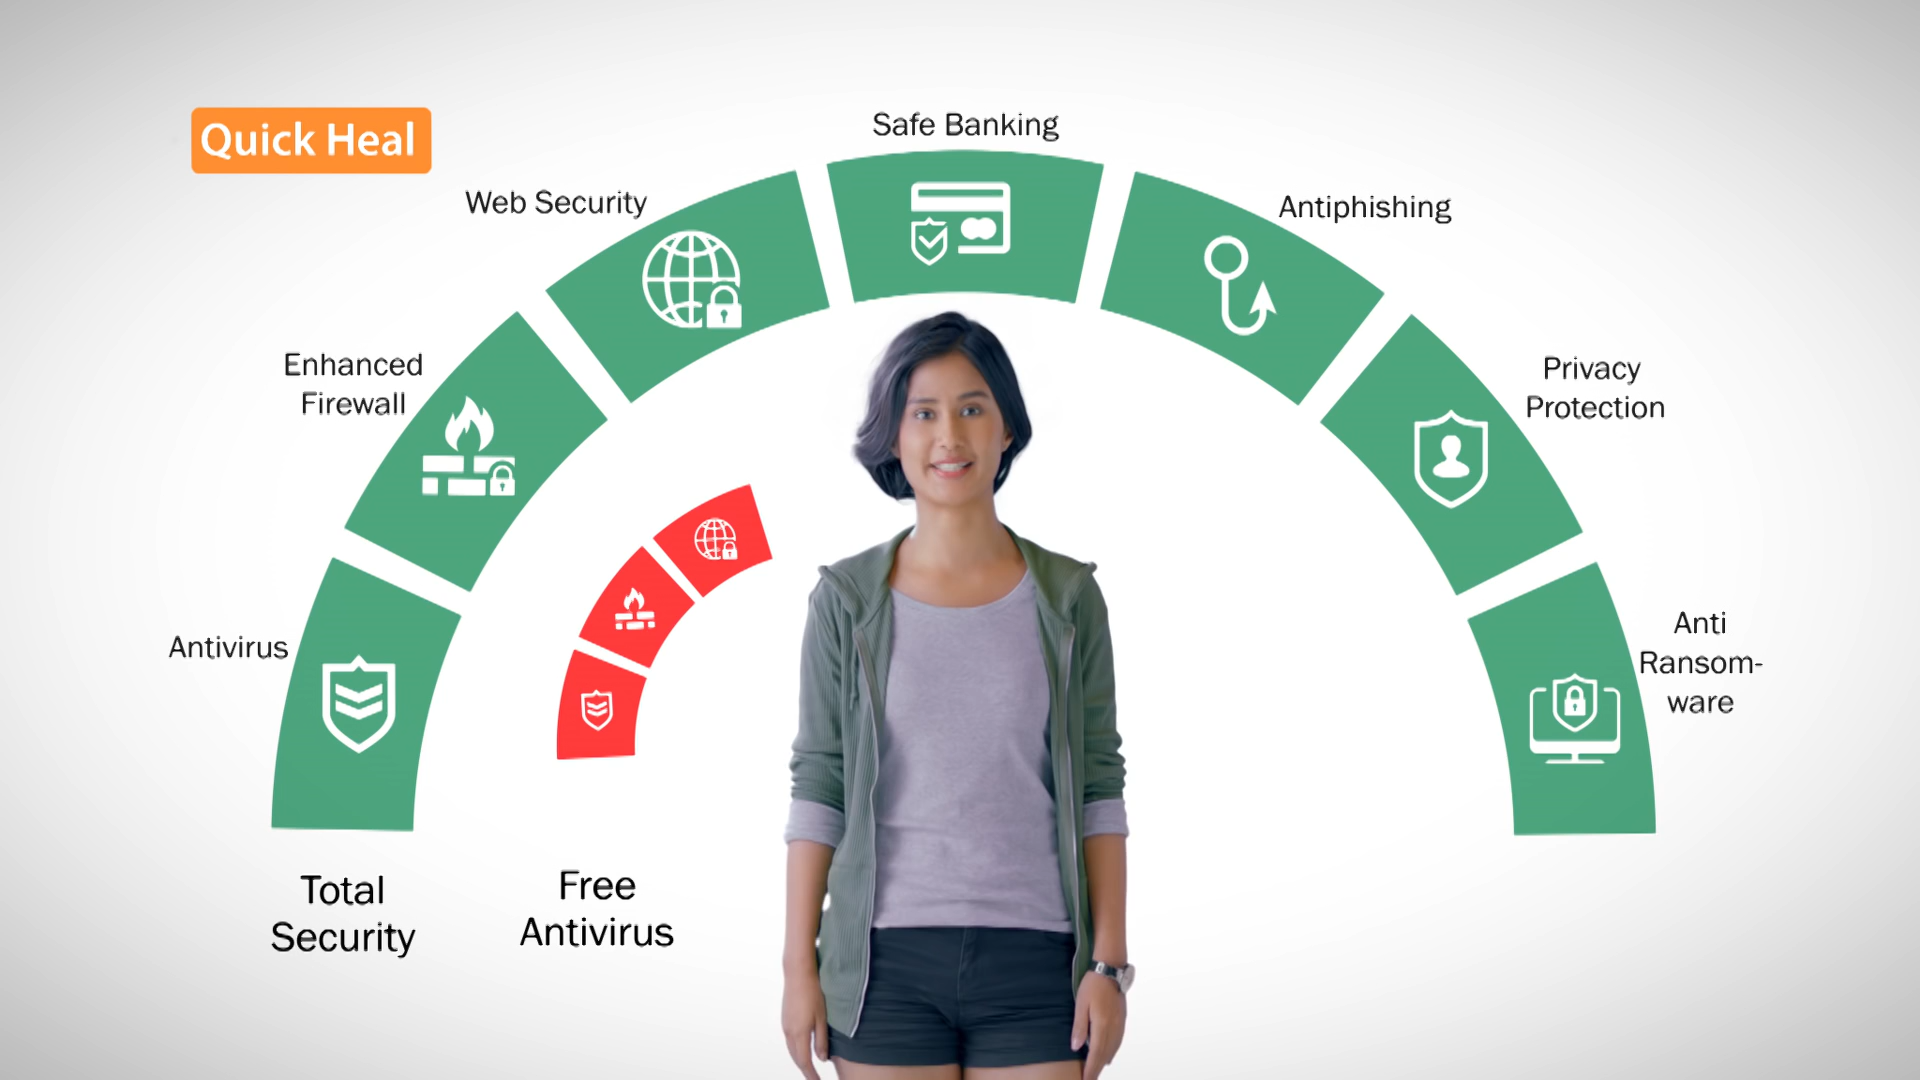 Quick Heal
Safe Banking
Web Security
Antiphishing
Enhanced
Firewall
Privacy
Protection
Antivirus
Anti
Ransom-
ware
Total
Security
Free
Antivirus